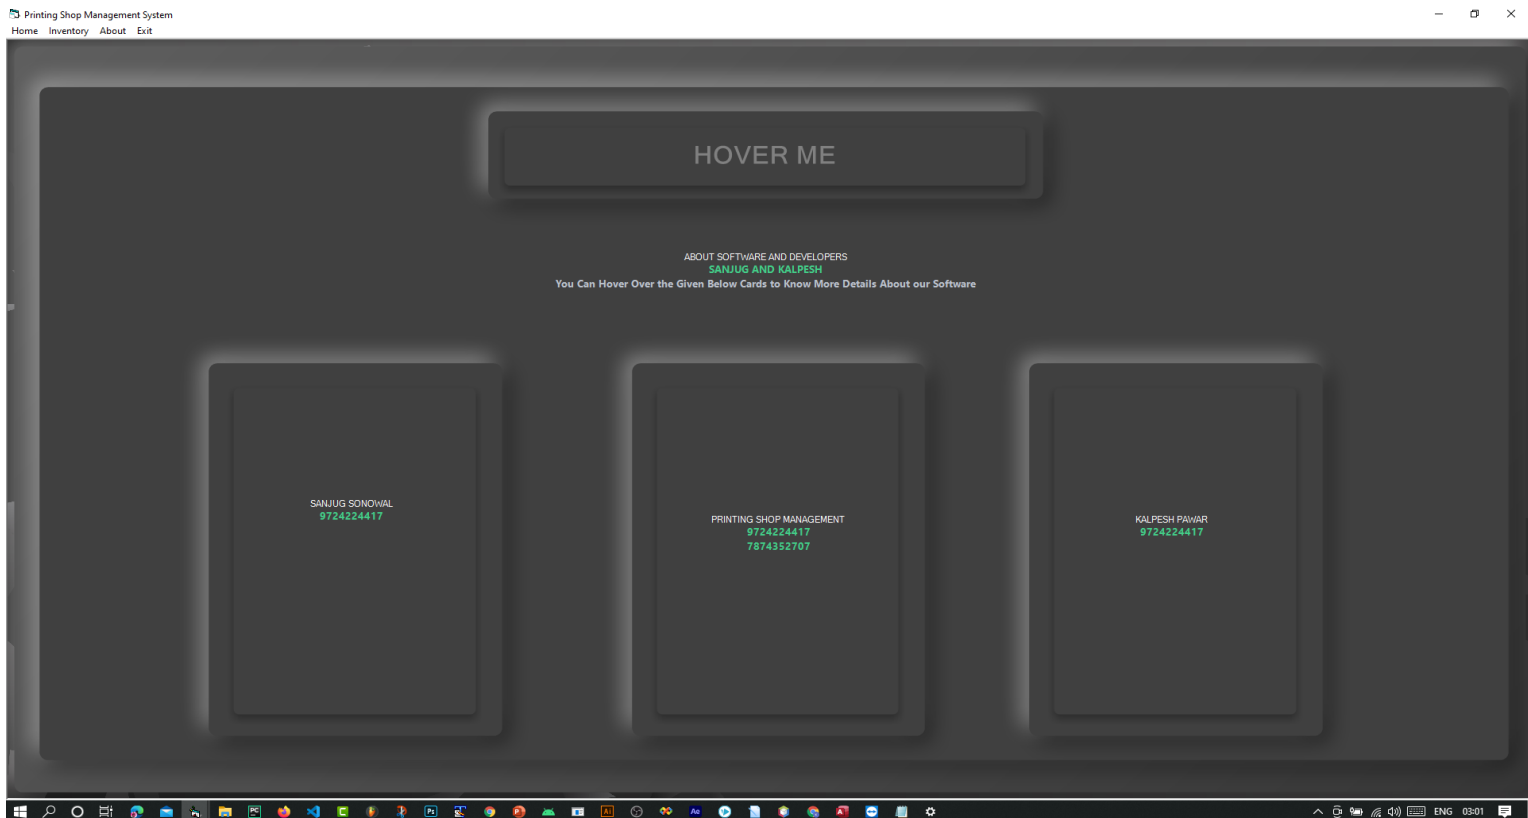 Printing Shop Management System
Home Inventory About Exit
HOVER ME
ABOUT SOFTWARE AND DEVELOPERS
SANJUG AND KALPESH
You Can Hover Over the Given Below Cards to Know More Details About our Software
SANJUG SONOWAL
9724224417
PRINTING SHOP MANAGEMENT
9724224417
7874352707
KALPESH PAWAR
9724224417
ENG 03:01